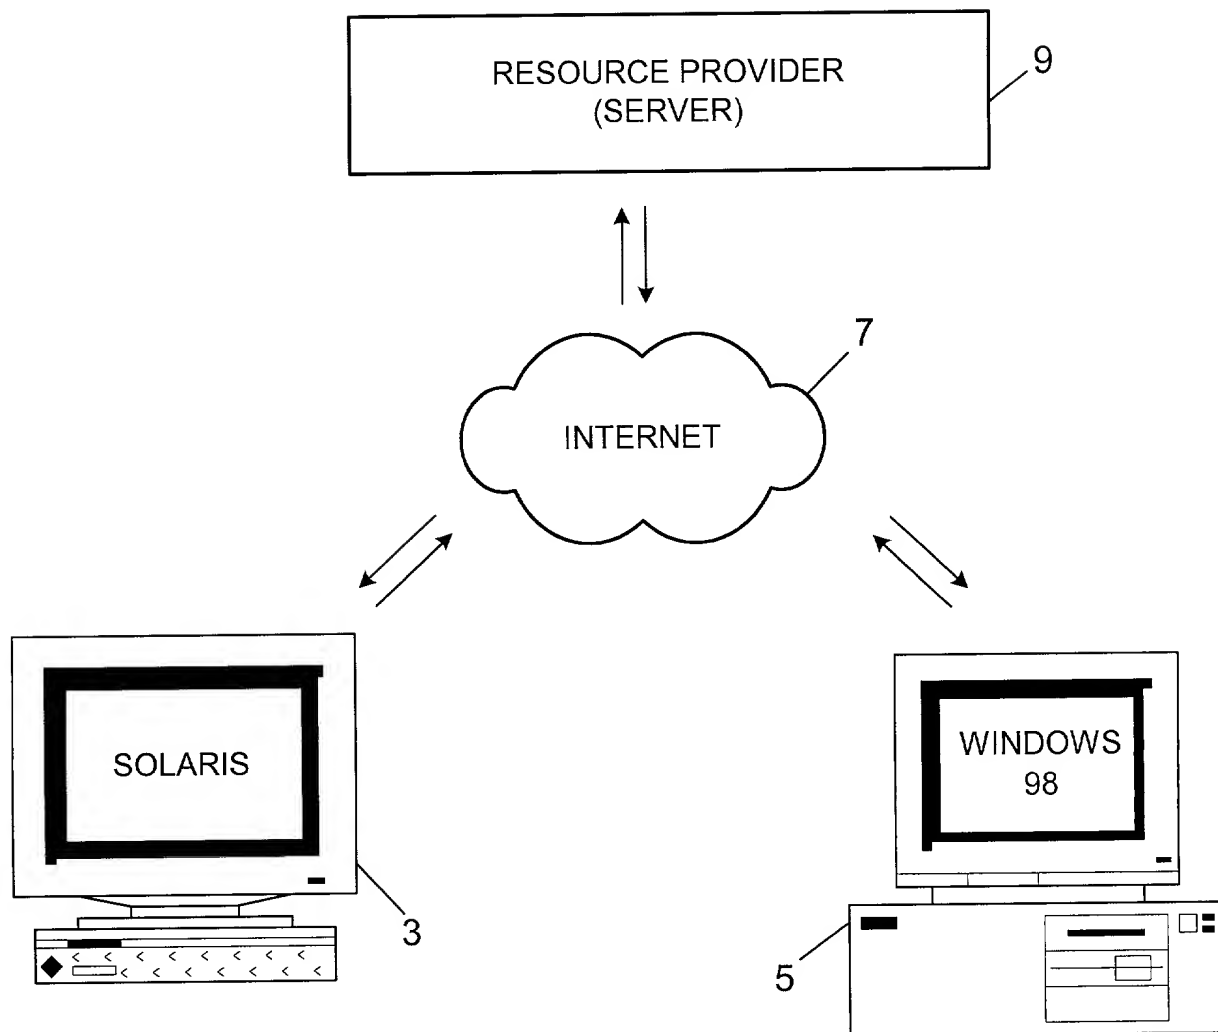 RESOURCE PROVIDER
(SERVER)
9
7
INTERNET
SOLARIS
WINDOWS
98
3
5